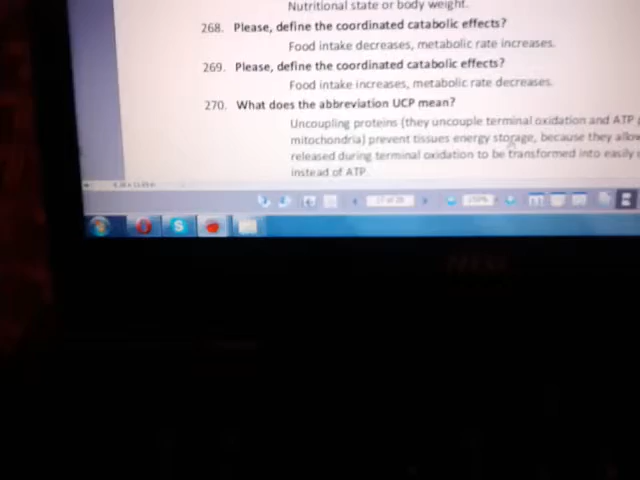 Nutritional state or body weight.
268. Please, define the coordinated catabolic effects?
Food intake decreases, metabolic rate increases.
269. Please, define the coordinated catabolic effects?
Food intake increases, metabolic rate decreases.
270. What does the abbreviation UCP mean?
Uncoupling proteins (they uncouple terminal oxidation and ATP
mitochondria) prevent tissues energy storage, because they allow
released during terminal oxidation to be transformed into easily
instead of ATP.